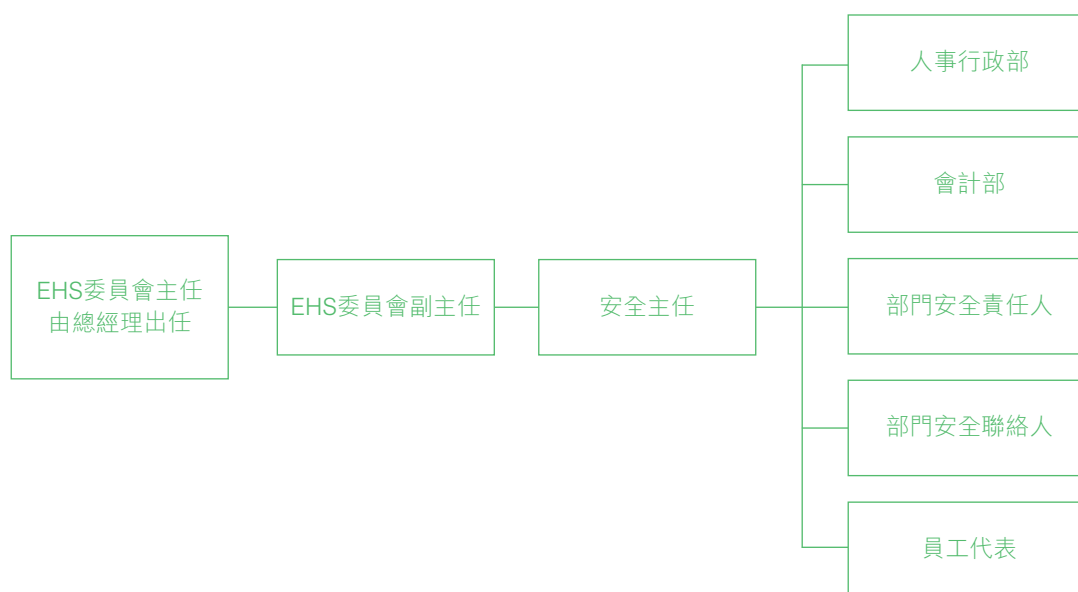 EHS委員會主任
由總經理出任
EHS委員會副主任
安全主任
人事行政部
會計部
部門安全責任人
部門安全聯絡人
員工代表